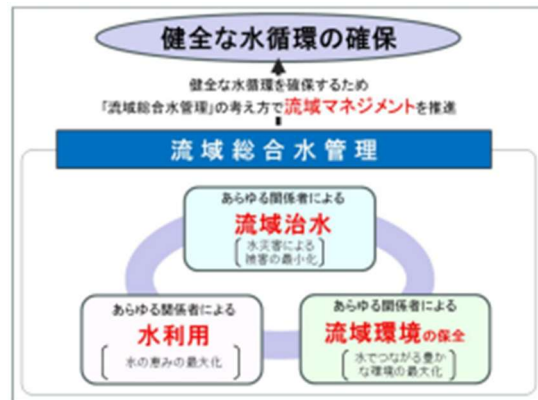 健全な水循環の確保
健全な水循環を確保するため
「流域総合水管理」の考え方で流域マネジメントを推進
流域総合水管理
あらゆる関係者による
流域治水
水災害による
被害の最小化
あらゆる関係者による
水利用
水の恵みの最大化
あらゆる関係者による
流域環境の保全
水でつながる豊か
な環境の最大化